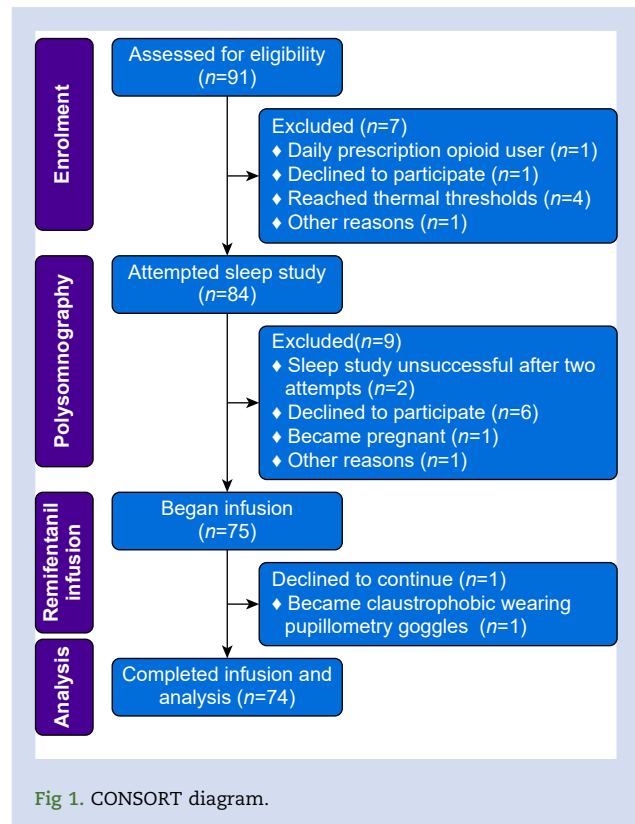 Enrolment
Assessed for eligibility
(n=91)
Excluded (n=7)
♦ Daily prescription opioid user (n=1)
♦ Declined to participate (n=1)
♦ Reached thermal thresholds (n=4)
♦ Other reasons (n=1)
Polysomnography
Attempted sleep study
(n=84)
Excluded(n=9)
♦ Sleep study unsuccessful after two
attempts (n=2)
♦ Declined to participate (n=6)
♦ Became pregnant (n=1)
♦ Other reasons (n=1)
Remifentanil
infusion
Began infusion
(n=75)
Declined to continue (n=1)
♦ Became claustrophobic wearing
pupillometry goggles (n=1)
Analysis
Completed infusion and
analysis (n=74)
Fig 1. CONSORT diagram.